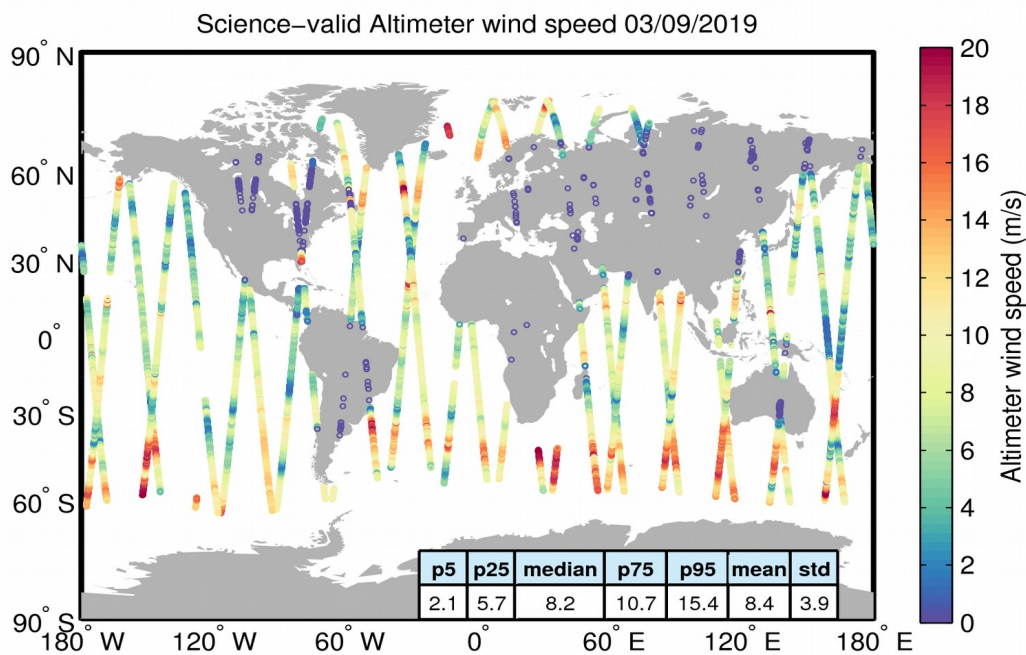 Science−valid Altimeter wind speed 03/09/2019
90° N
60° N
30° N
0°
30° S
60° S
90° S
180° W
120° W
60° W
0°
60° E
120° E
180° E
p5 p25 median p75 p95 mean std
2.1 5.7 8.2 10.7 15.4 8.4 3.9
20
18
16
14
12
10
8
6
4
2
0
Altimeter wind speed (m/s)